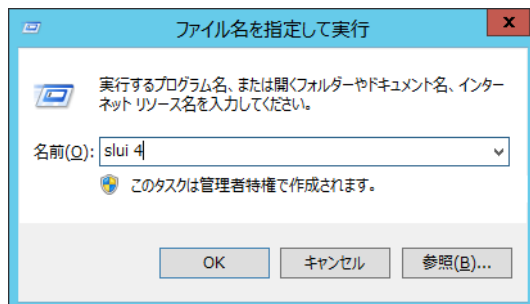 ファイル名を指定して実行
x
実行するプログラム名、または開くフォルダーやドキュメント名、インター
ネット リソース名を入力してください。
名前(O): slui 4
このタスクは管理者特権で作成されます。
OK キャンセル 参照(B)...